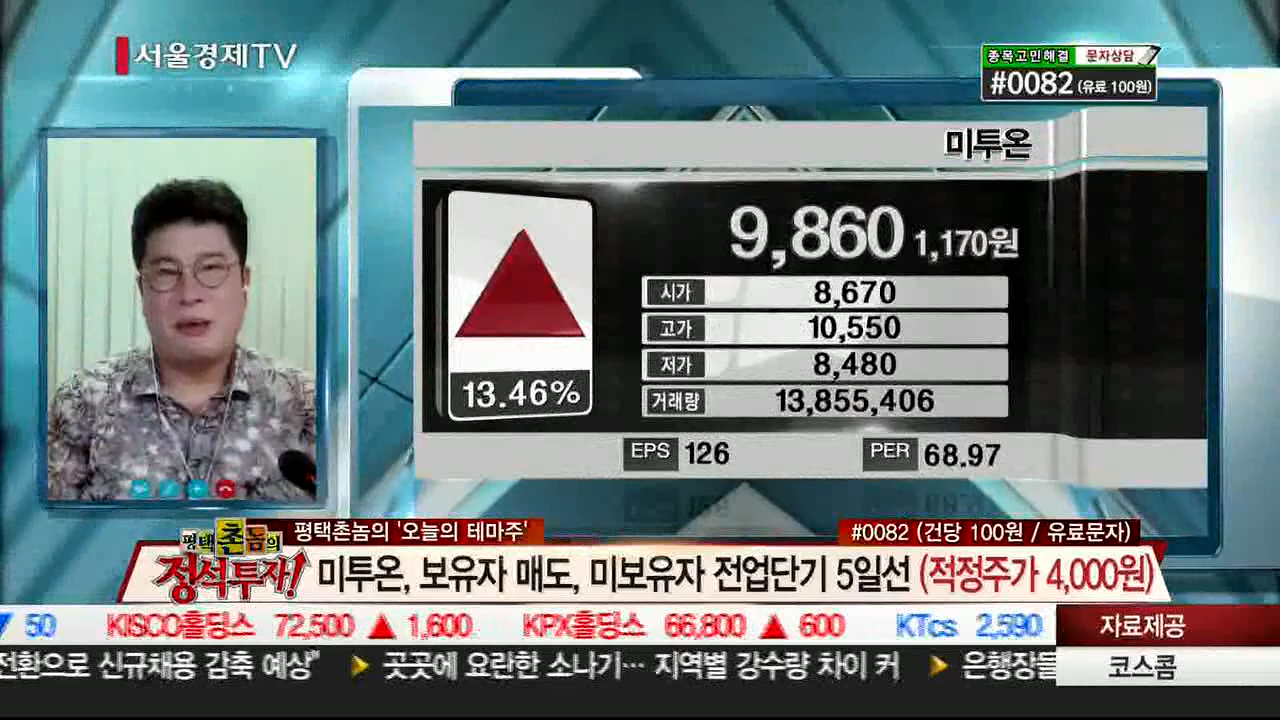 서울경제TV
종목고민해결 문자상담
#0082 (유료 100원)
미투온
9,860 1,170원
13.46%
시가 8,670
고가 10,550
저가 8,480
거래량 13,855,406
EPS 126 PER 68.97
평택촌놈의 정석투자!
평택촌놈의 '오늘의 테마주'
#0082 (건당 100원 / 유료문자)
미투온, 보유자 매도, 미보유자 전업단기 5일선 (적정주가 4,000원)
▼ 50 KISCO홀딩스 72,500 ▲ 1,600 KPX홀딩스 66,800 ▲ 600 KTcs 2,590
자료제공
전환으로 신규채용 감축 예상" ▶ 곳곳에 요란한 소나기… 지역별 강수량 차이 커 ▶ 은행장들
코스콤